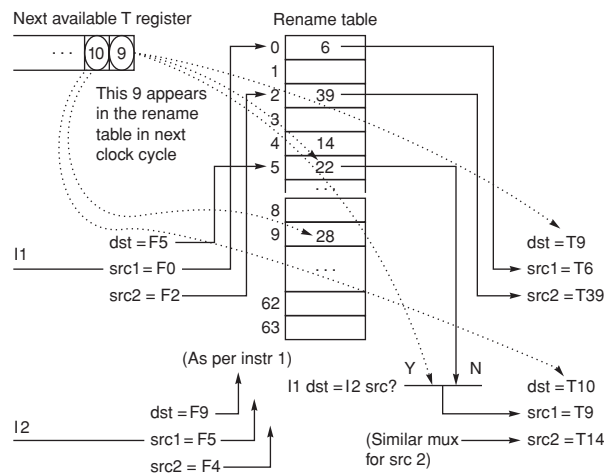 Next available T register
Rename table
· · ·
10
9
This 9 appears
in the rename
table in next
clock cycle
0
6
1
2
39
3
4
14
5
22
· · ·
8
9
28
· · ·
62
63
I1
dst = F5
src1 = F0
src2 = F2
dst = T9
src1 = T6
src2 = T39
(As per instr 1)
Y
N
I1 dst = I2 src?
I2
dst = F9
src1 = F5
src2 = F4
(Similar mux
for src 2)
dst = T10
src1 = T9
src2 = T14